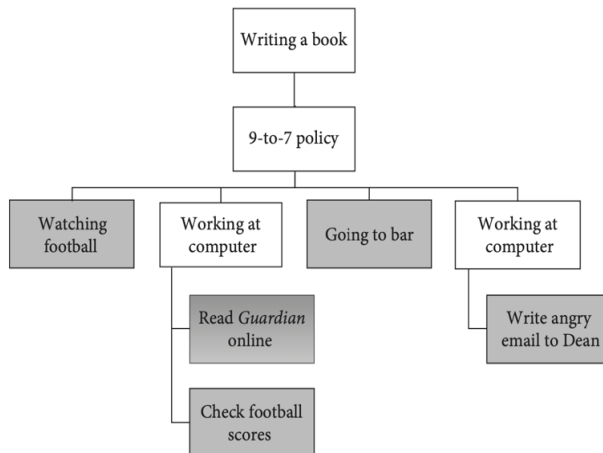 Writing a book
9-to-7 policy
Watching
football
Working at
computer
Going to bar
Working at
computer
Read Guardian
online
Write angry
email to Dean
Check football
scores